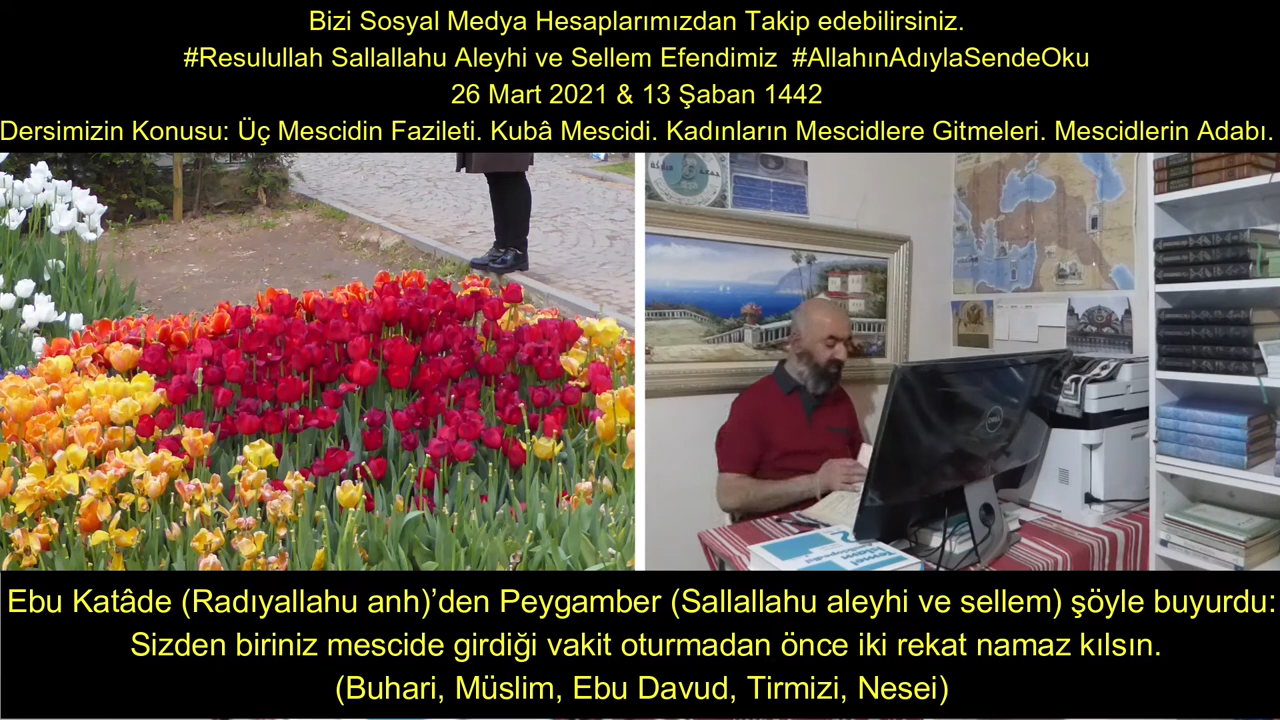 Bizi Sosyal Medya Hesaplarımızdan Takip edebilirsiniz.
#Resulullah Sallallahu Aleyhi ve Sellem Efendimiz #AllahınAdıylaSendeOku
26 Mart 2021 & 13 Şaban 1442
Dersimizin Konusu: Üç Mescidin Fazileti. Kubâ Mescidi. Kadınların Mescidlere Gitmeleri. Mescidlerin Adabı.
DELL
Temel
İslam
Ebu Katâde (Radıyallahu anh)’den Peygamber (Sallallahu aleyhi ve sellem) şöyle buyurdu:
Sizden biriniz mescide girdiği vakit oturmadan önce iki rekat namaz kılsın.
(Buhari, Müslim, Ebu Davud, Tirmizi, Nesei)